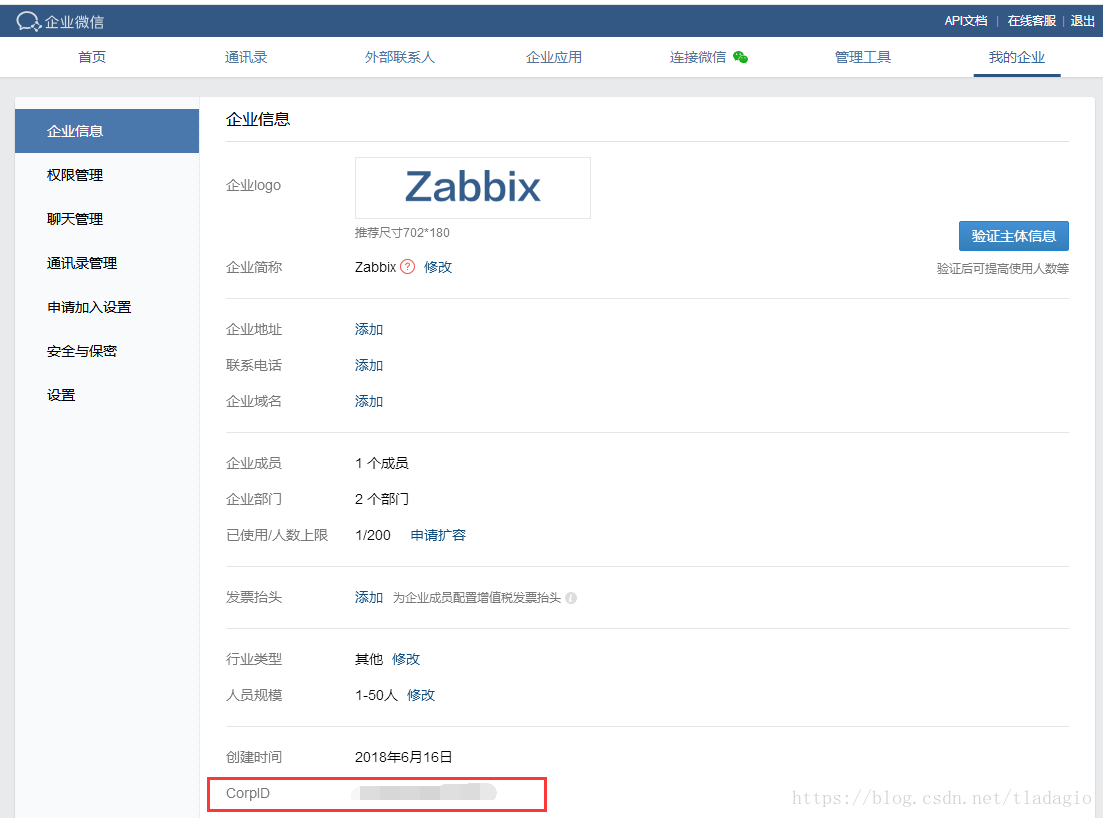 企业微信
API文档 | 在线客服 | 退出
首页 通讯录 外部联系人 企业应用 连接微信 管理工具 我的企业
企业信息
权限管理
聊天管理
通讯录管理
申请加入设置
安全与保密
设置
企业信息
企业logo
Zabbix
推荐尺寸702*180
验证主体信息
验证后可提高使用人数等
企业简称 Zabbix ? 修改
企业地址 添加
联系电话 添加
企业域名 添加
企业成员 1 个成员
企业部门 2 个部门
已使用/人数上限 1/200 申请扩容
发票抬头 添加 为企业成员配置增值税发票抬头 i
行业类型 其他 修改
人员规模 1-50人 修改
创建时间 2018年6月16日
CorpID
https://blog.csdn.net/tladagio